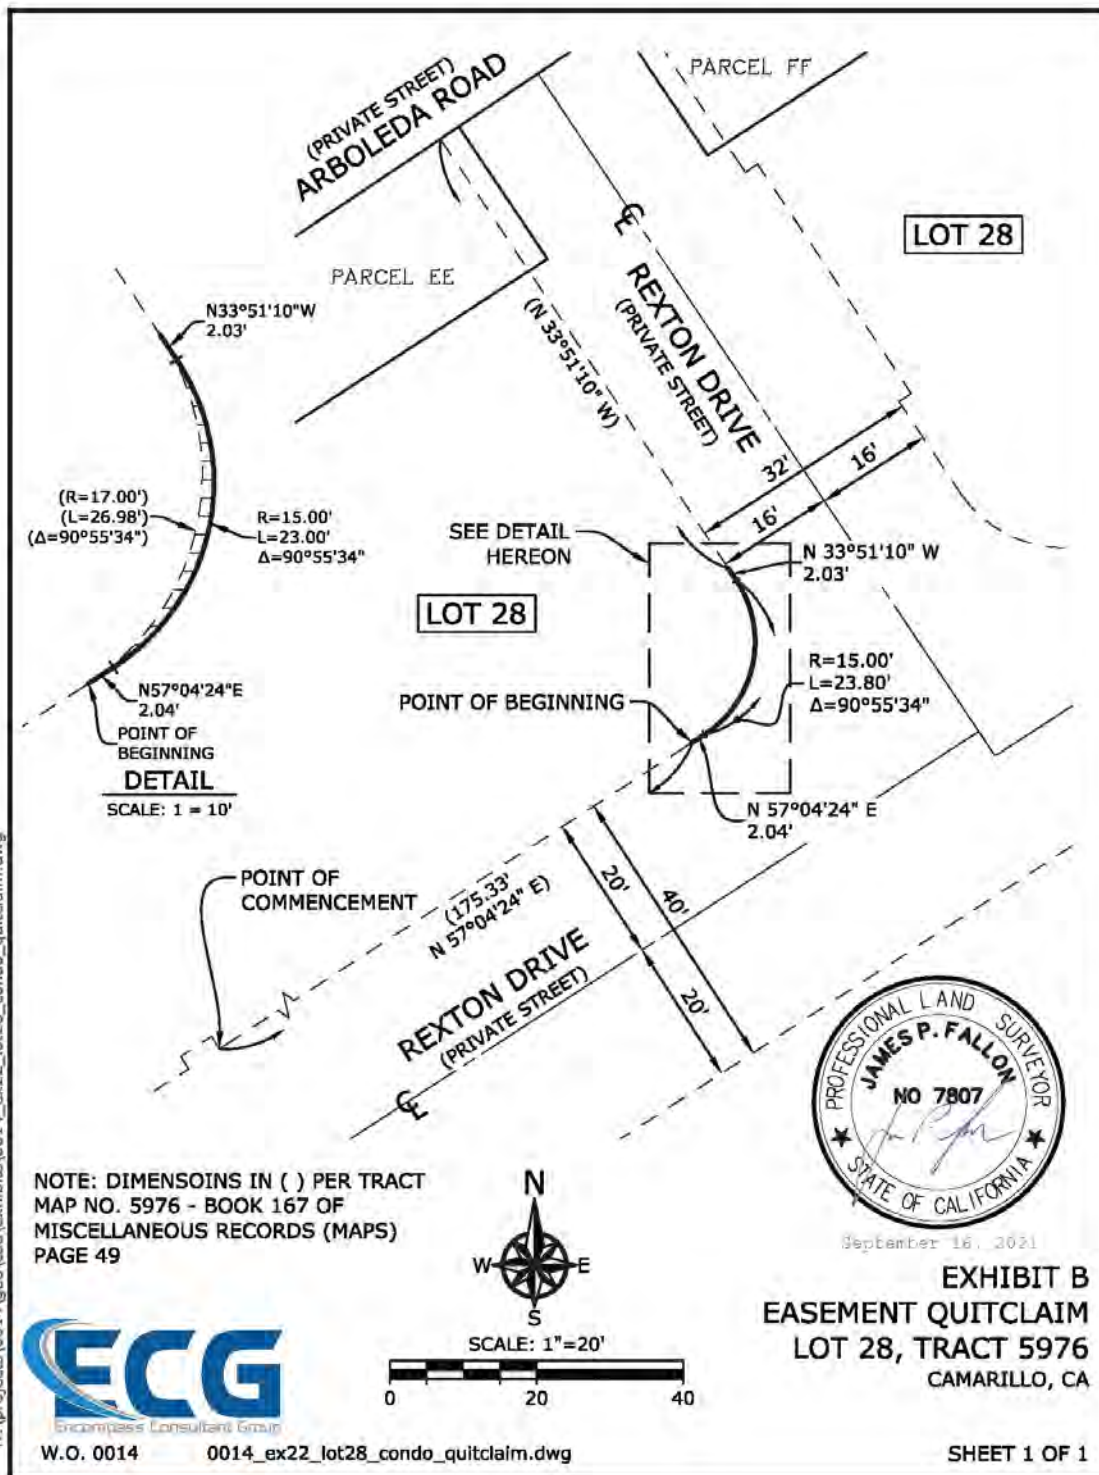 (PRIVATE STREET)
ARBOLEDA ROAD
PARCEL FF
LOT 28
PARCEL EE
CL
REXTON DRIVE
(PRIVATE STREET)
(N 33°51'10" W)
N33°51'10"W
2.03'
(R=17.00')
(L=26.98')
(Δ=90°55'34")
R=15.00'
L=23.00'
Δ=90°55'34"
N57°04'24"E
2.04'
POINT OF
BEGINNING
DETAIL
SCALE: 1 = 10'
32'
16'
16'
SEE DETAIL
HEREON
N 33°51'10" W
2.03'
LOT 28
POINT OF BEGINNING
R=15.00'
L=23.80'
Δ=90°55'34"
N 57°04'24" E
2.04'
POINT OF
COMMENCEMENT
(175.33'
N 57°04'24" E)
20'
40'
20'
REXTON DRIVE
(PRIVATE STREET)
CL
PROFESSIONAL LAND SURVEYOR
JAMES P. FALLON
NO 7807
STATE OF CALIFORNIA
September 16, 2021
NOTE: DIMENSOINS IN ( ) PER TRACT
MAP NO. 5976 - BOOK 167 OF
MISCELLANEOUS RECORDS (MAPS)
PAGE 49
N
W E
S
SCALE: 1"=20'
0 20 40
EXHIBIT B
EASEMENT QUITCLAIM
LOT 28, TRACT 5976
CAMARILLO, CA
ECG
Encompass Consultant Group
W.O. 0014 0014_ex22_lot28_condo_quitclaim.dwg
SHEET 1 OF 1